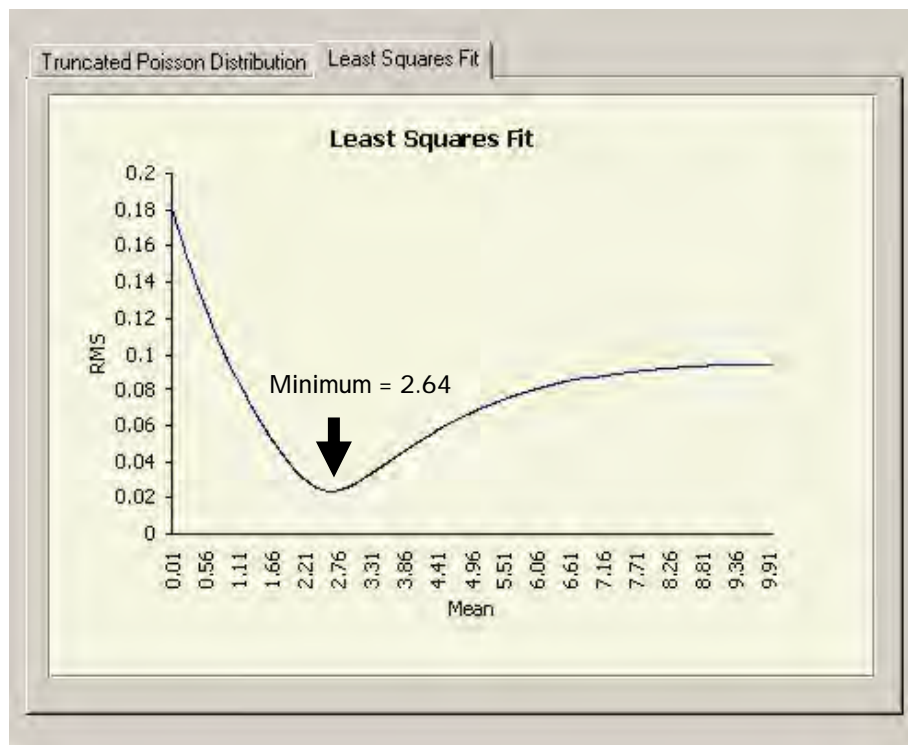 Truncated Poisson Distribution Least Squares Fit
Least Squares Fit
0.2
0.18
0.16
0.14
0.12
0.1
0.08
0.06
0.04
0.02
0
RMS
Minimum = 2.64
0.01 0.56 1.11 1.66 2.21 2.76 3.31 3.86 4.41 4.96 5.51 6.06 6.61 7.16 7.71 8.26 8.81 9.36 9.91
Mean